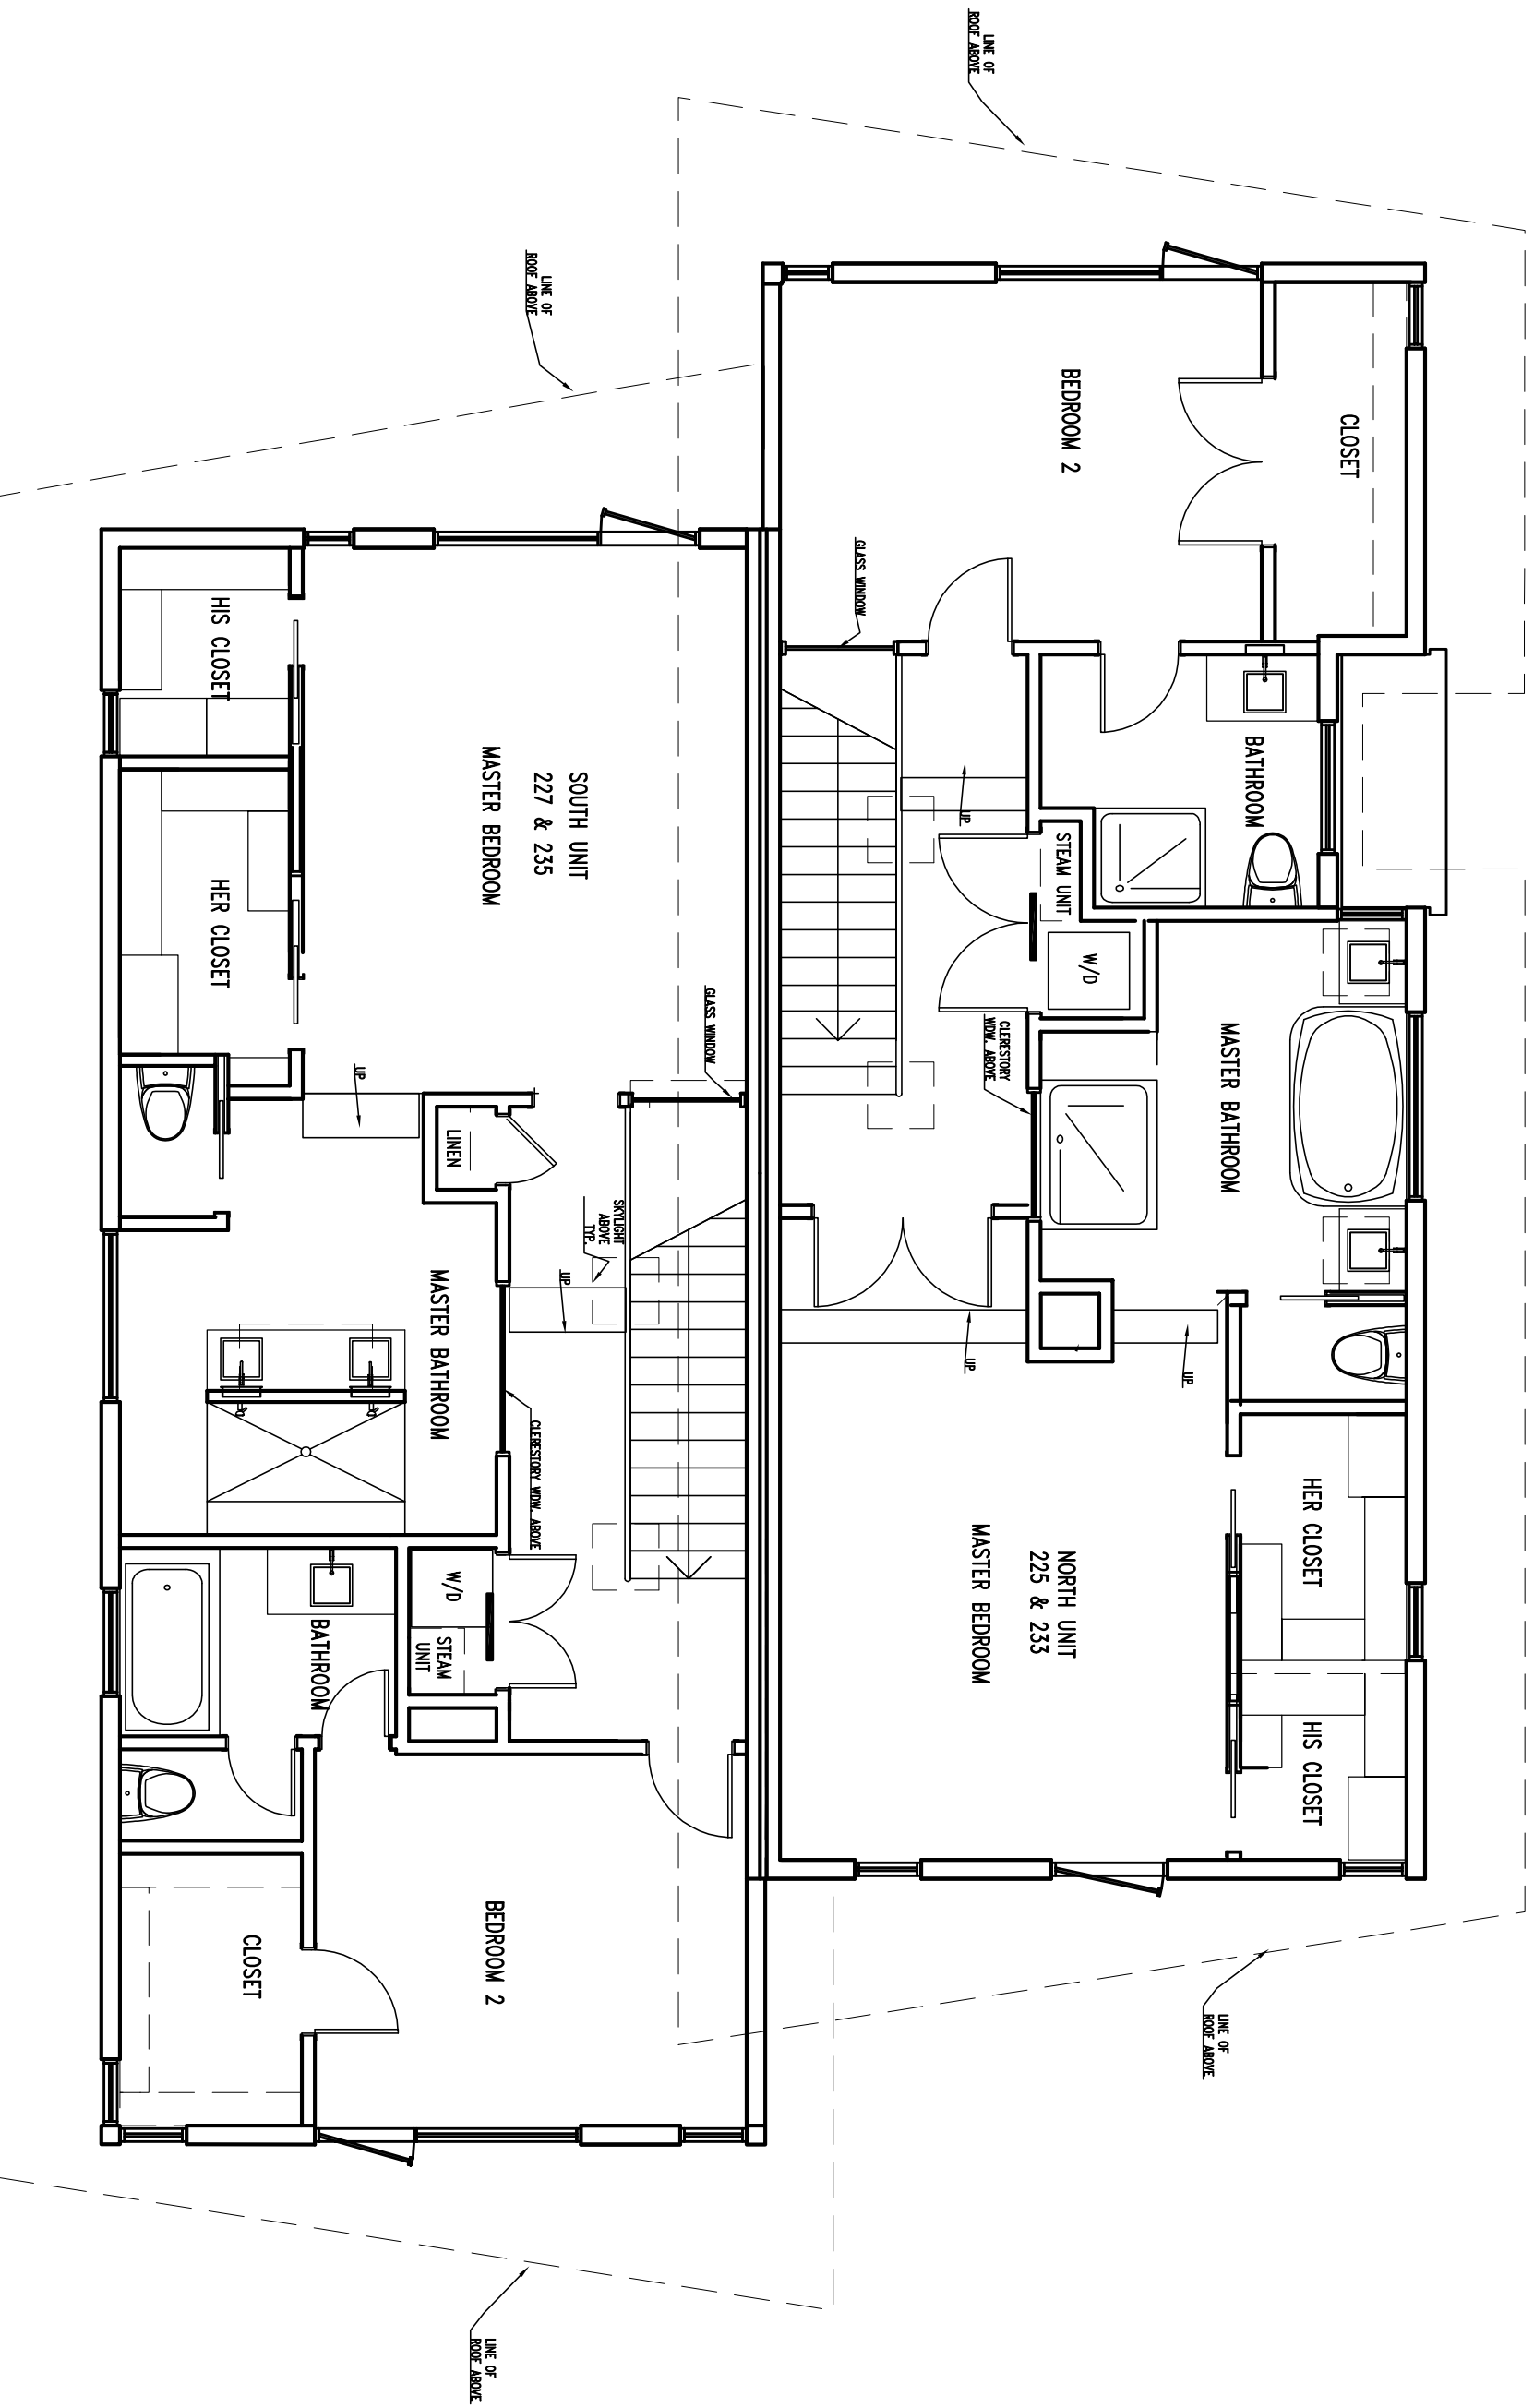 LINE OF
ROOF ABOVE
LINE OF
ROOF ABOVE
CLOSET
BEDROOM 2
GLASS WINDOW
BATHROOM
UP
STEAM UNIT
W/D
CLERESTORY
WDW. ABOVE
MASTER BATHROOM
UP
UP
HER CLOSET
HIS CLOSET
NORTH UNIT
225 & 233
MASTER BEDROOM
LINE OF
ROOF ABOVE
SOUTH UNIT
227 & 235
MASTER BEDROOM
HIS CLOSET
HER CLOSET
GLASS WINDOW
UP
LINEN
SKYLIGHT
ABOVE
TYP.
UP
MASTER BATHROOM
CLERESTORY WDW. ABOVE
W/D
STEAM
UNIT
BATHROOM
BEDROOM 2
CLOSET
LINE OF
ROOF ABOVE